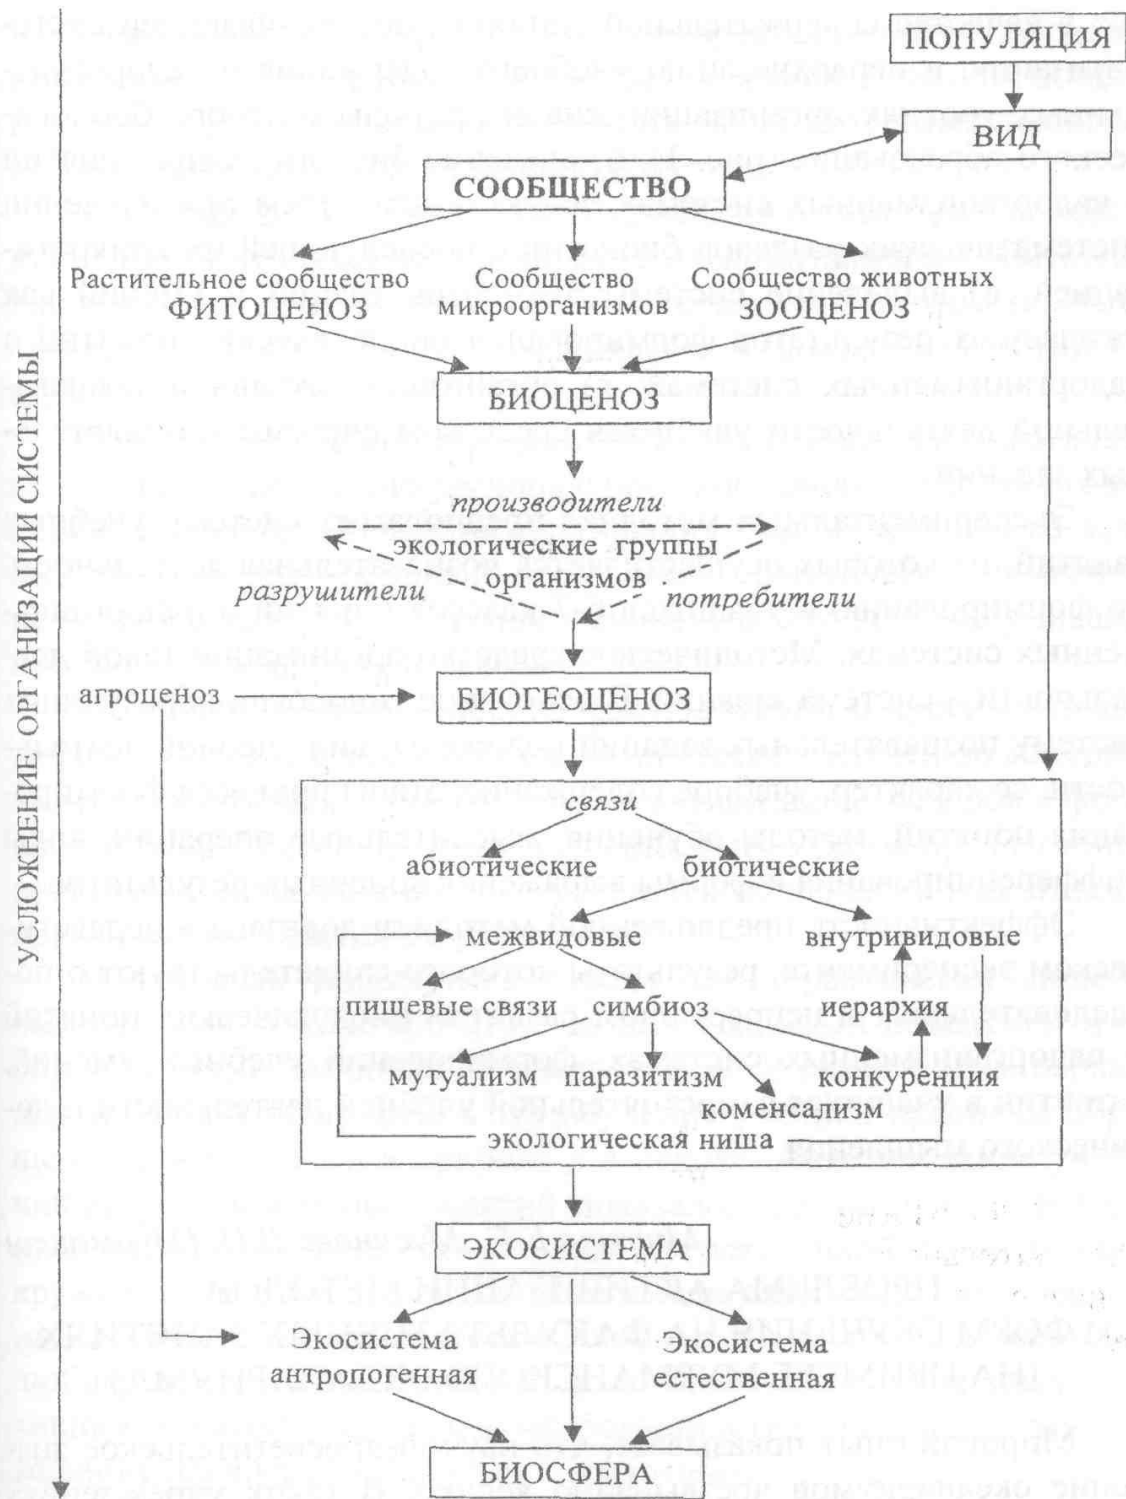 ПОПУЛЯЦИЯ
ВИД
СООБЩЕСТВО
Растительное сообщество
ФИТОЦЕНОЗ
Сообщество
микроорганизмов
Сообщество животных
ЗООЦЕНОЗ
БИОЦЕНОЗ
производители
экологические группы
организмов
разрушители
потребители
агроценоз
БИОГЕОЦЕНОЗ
связи
абиотические
биотические
межвидовые
внутривидовые
пищевые связи
симбиоз
иерархия
мутуализм
паразитизм
конкуренция
коменсализм
экологическая ниша
ЭКОСИСТЕМА
Экосистема
антропогенная
Экосистема
естественная
БИОСФЕРА
УСЛОЖНЕНИЕ ОРГАНИЗАЦИИ СИСТЕМЫ